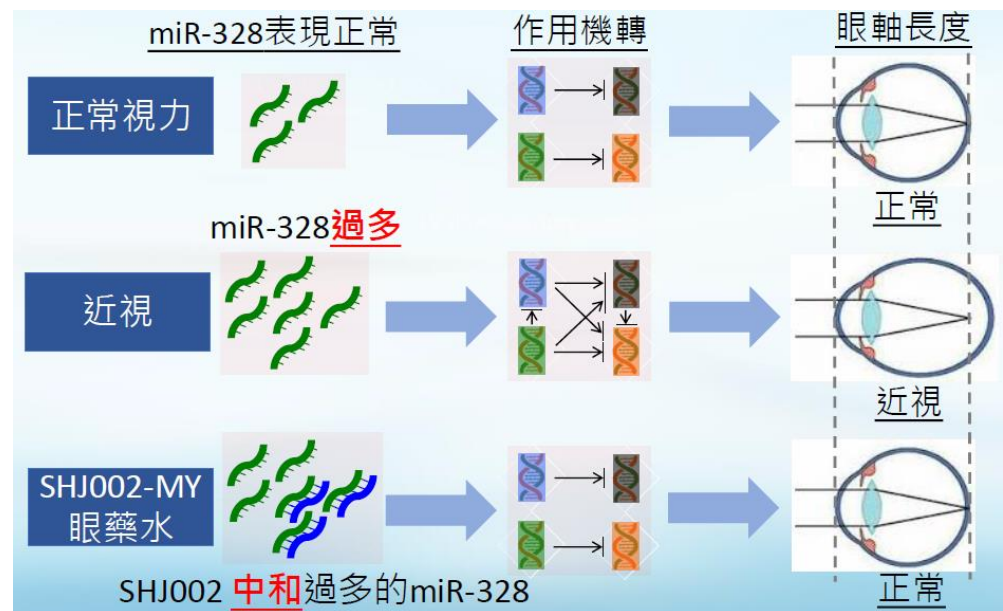 miR-328表現正常
作用機轉
眼軸長度
正常視力
正常
miR-328過多
近視
近視
SHJ002-MY
眼藥水
SHJ002 中和過多的miR-328
正常